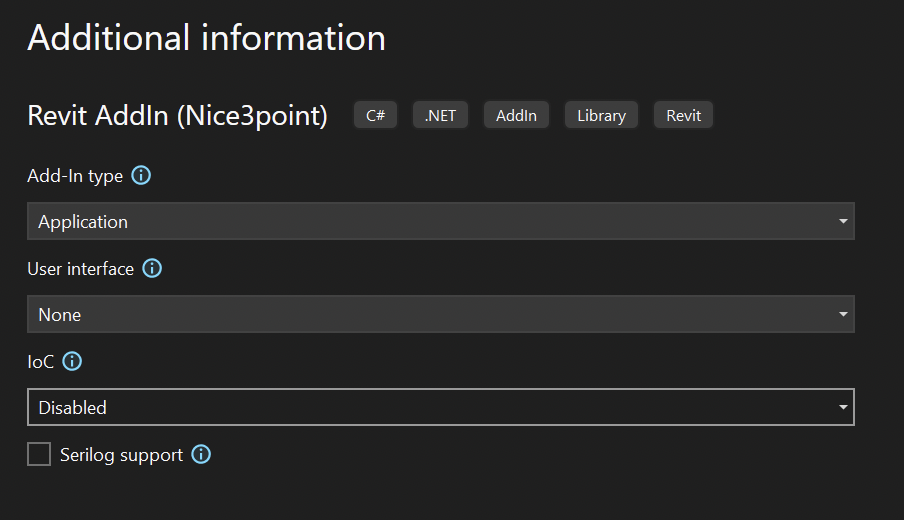 Additional information
Revit AddIn (Nice3point) C# .NET AddIn Library Revit
Add-In type
Application
User interface
None
IoC
Disabled
Serilog support